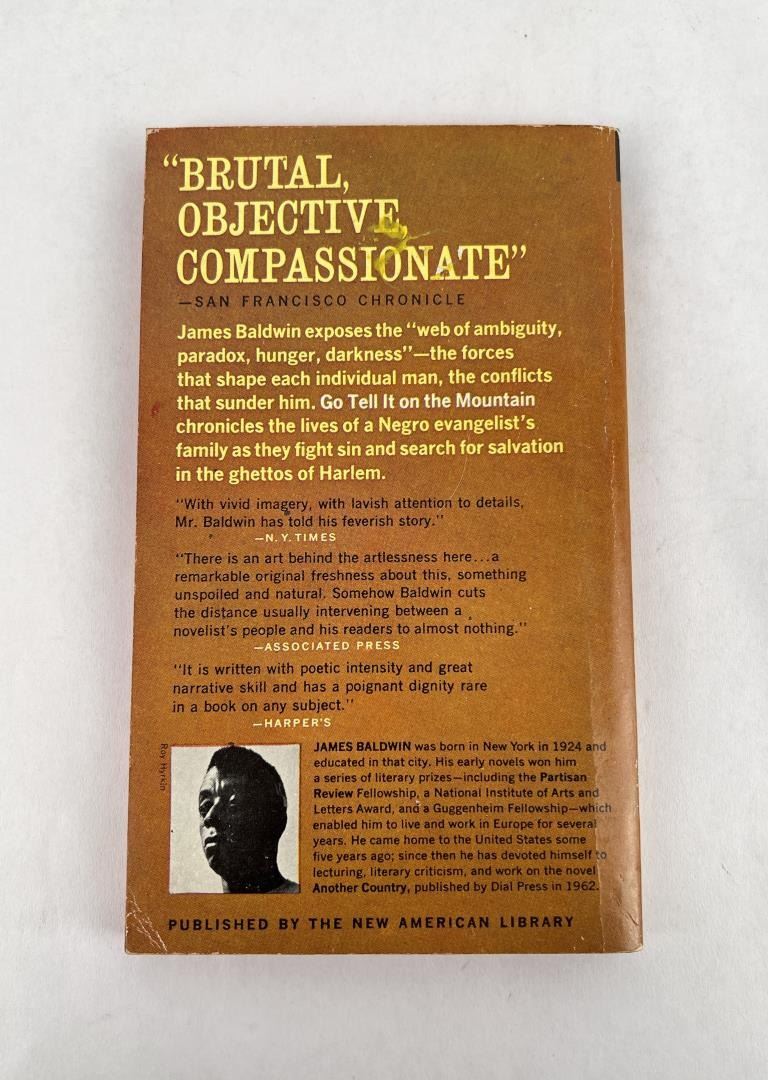 “BRUTAL,
OBJECTIVE,
COMPASSIONATE”
—SAN FRANCISCO CHRONICLE
James Baldwin exposes the “web of ambiguity,
paradox, hunger, darkness”—the forces
that shape each individual man, the conflicts
that sunder him. Go Tell It on the Mountain
chronicles the lives of a Negro evangelist’s
family as they fight sin and search for salvation
in the ghettos of Harlem.
“With vivid imagery, with lavish attention to details,
Mr. Baldwin has told his feverish story.”
—N.Y. TIMES
“There is an art behind the artlessness here...a
remarkable original freshness about this, something
unspoiled and natural. Somehow Baldwin cuts
the distance usually intervening between a
novelist’s people and his readers to almost nothing.”
—ASSOCIATED PRESS
“It is written with poetic intensity and great
narrative skill and has a poignant dignity rare
in a book on any subject.”
—HARPER’S
Roy Hyrkin
JAMES BALDWIN was born in New York in 1924 and
educated in that city. His early novels won him
a series of literary prizes—including the Partisan
Review Fellowship, a National Institute of Arts and
Letters Award, and a Guggenheim Fellowship—which
enabled him to live and work in Europe for several
years. He came home to the United States some
five years ago; since then he has devoted himself to
lecturing, literary criticism, and work on the novel
Another Country, published by Dial Press in 1962.
PUBLISHED BY THE NEW AMERICAN LIBRARY